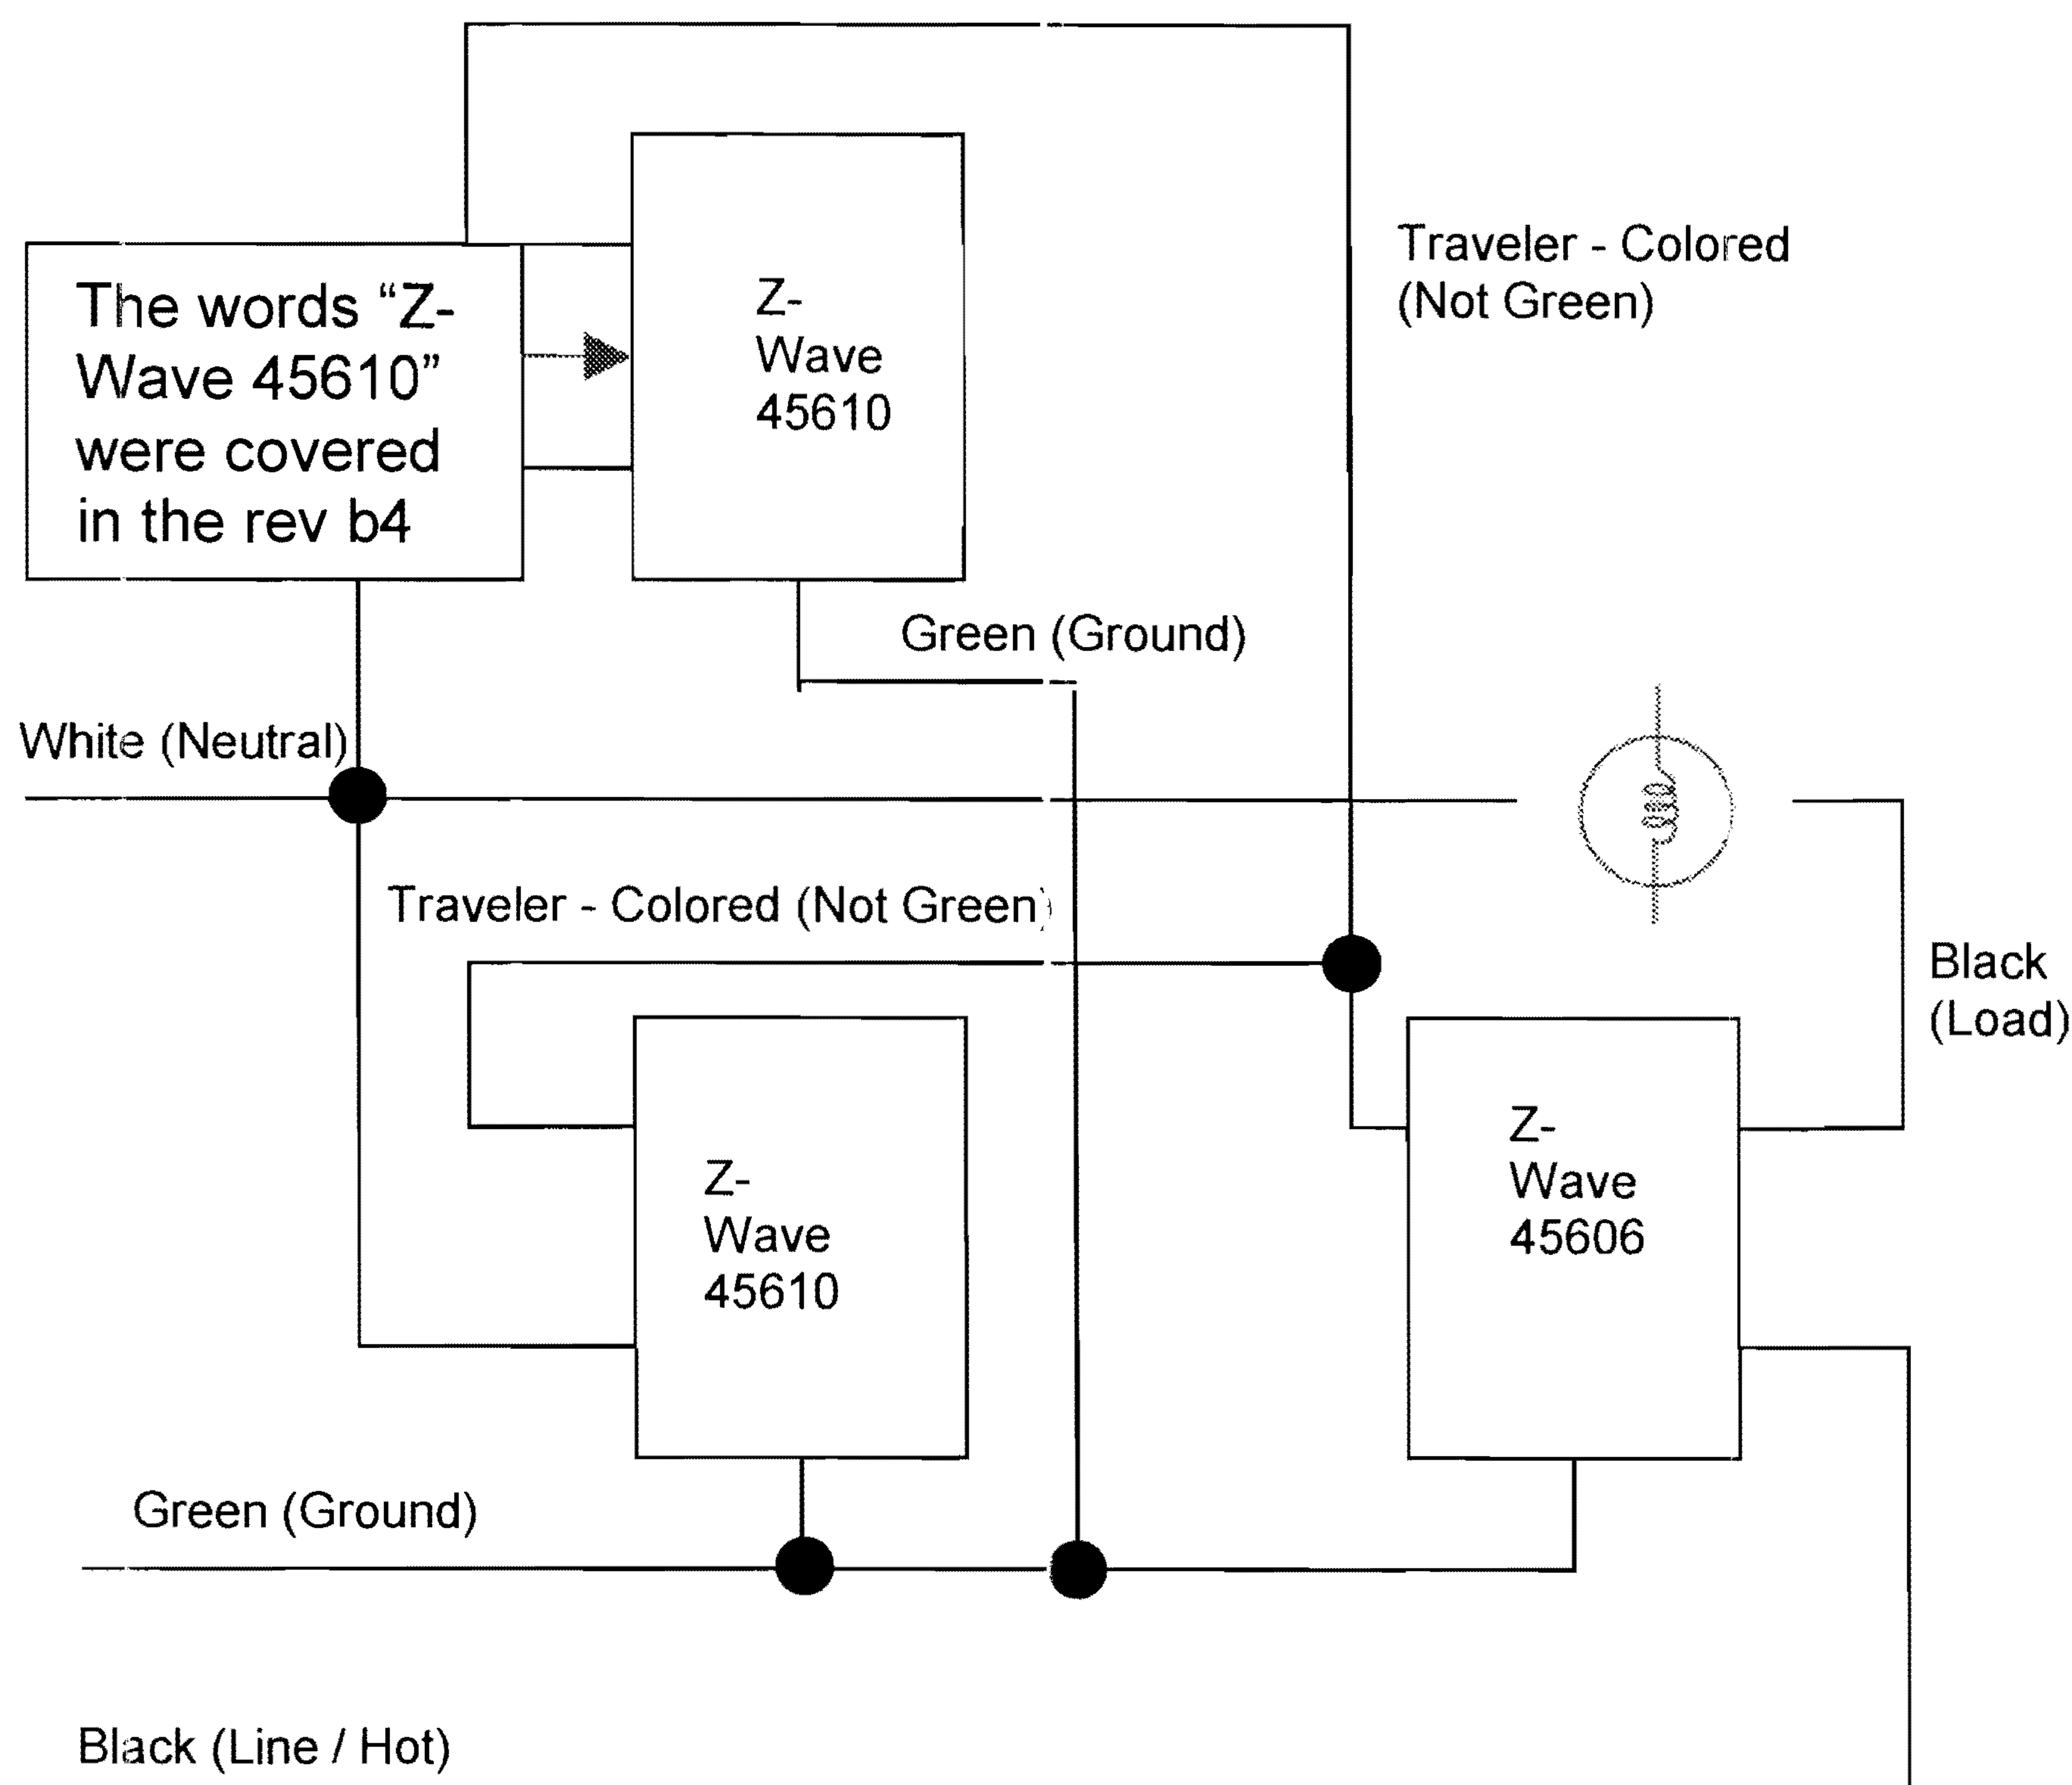 Traveler - Colored
(Not Green)
The words “Z-
Wave 45610”
were covered
in the rev b4
Z-
Wave
45610
Green (Ground)
White (Neutral)
Traveler - Colored (Not Green)
Black
(Load)
Z-
Wave
45610
Z-
Wave
45606
Green (Ground)
Black (Line / Hot)